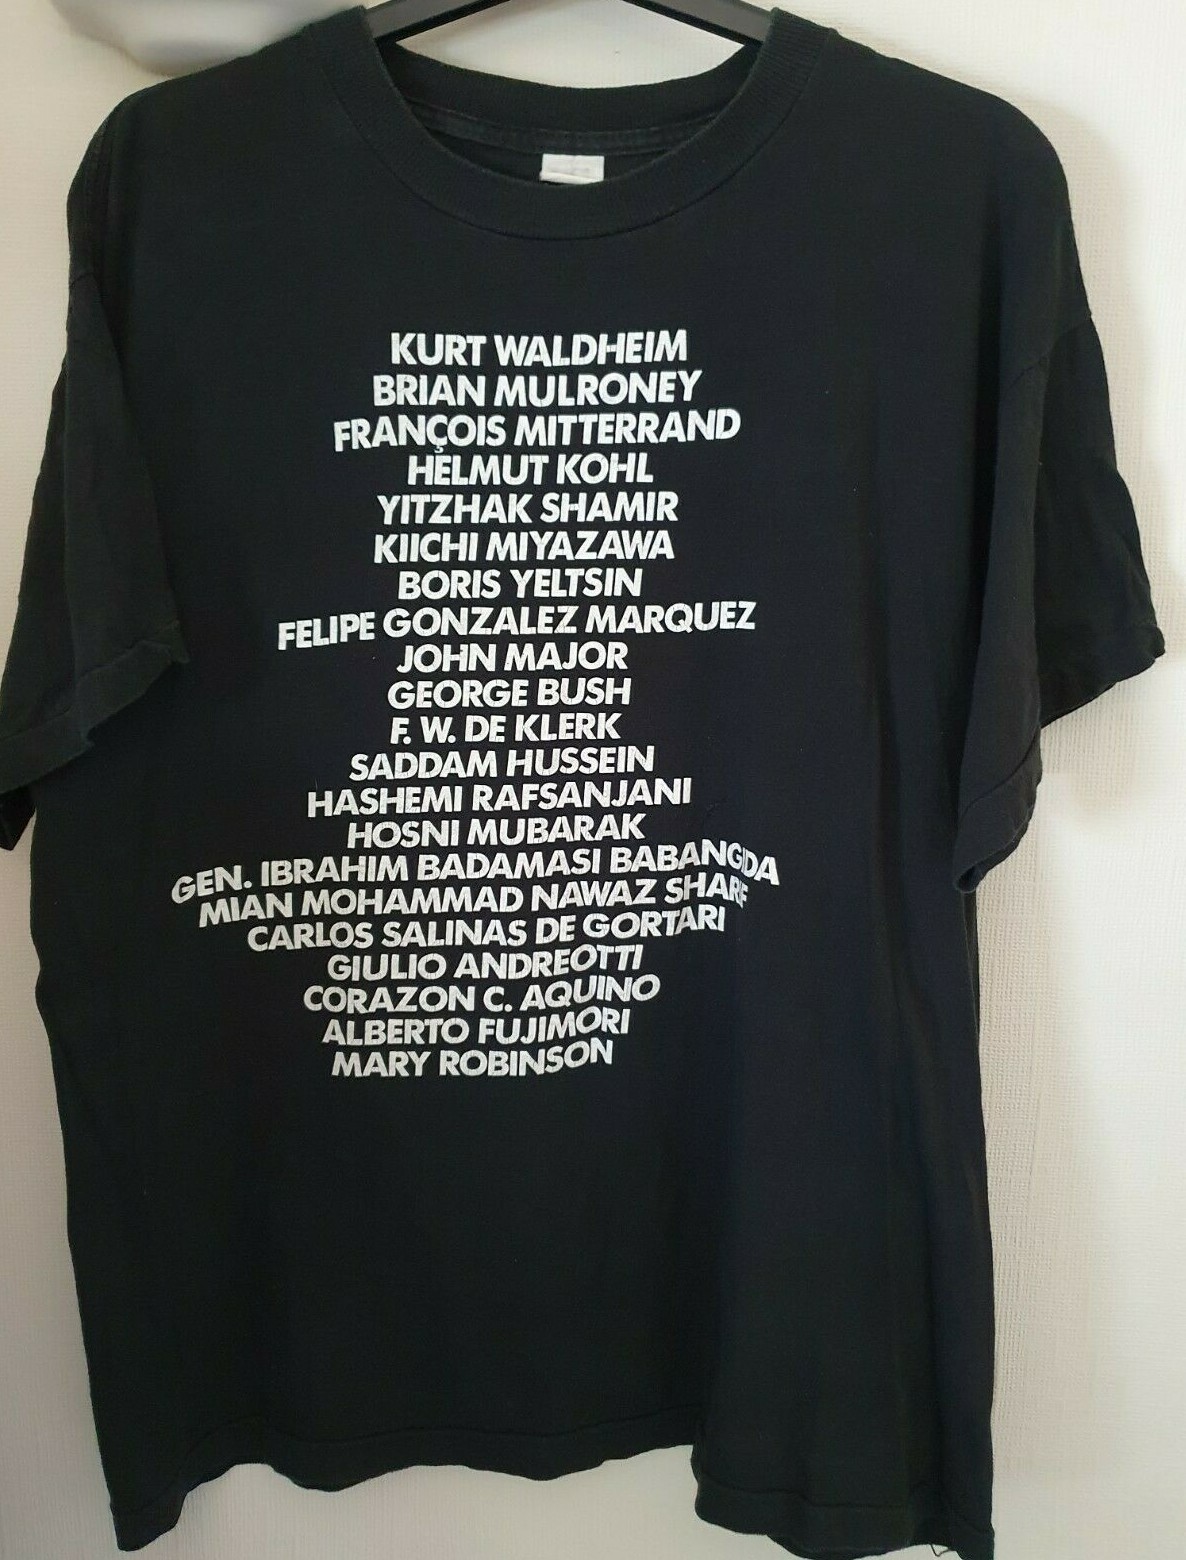 KURT WALDHEIM
BRIAN MULRONEY
FRANÇOIS MITTERRAND
HELMUT KOHL
YITZHAK SHAMIR
KIICHI MIYAZAWA
BORIS YELTSIN
FELIPE GONZALEZ MARQUEZ
JOHN MAJOR
GEORGE BUSH
F. W. DE KLERK
SADDAM HUSSEIN
HASHEMI RAFSANJANI
HOSNI MUBARAK
GEN. IBRAHIM BADAMASI BABANGIDA
MIAN MOHAMMAD NAWAZ SHARIF
CARLOS SALINAS DE GORTARI
GIULIO ANDREOTTI
CORAZON C. AQUINO
ALBERTO FUJIMORI
MARY ROBINSON